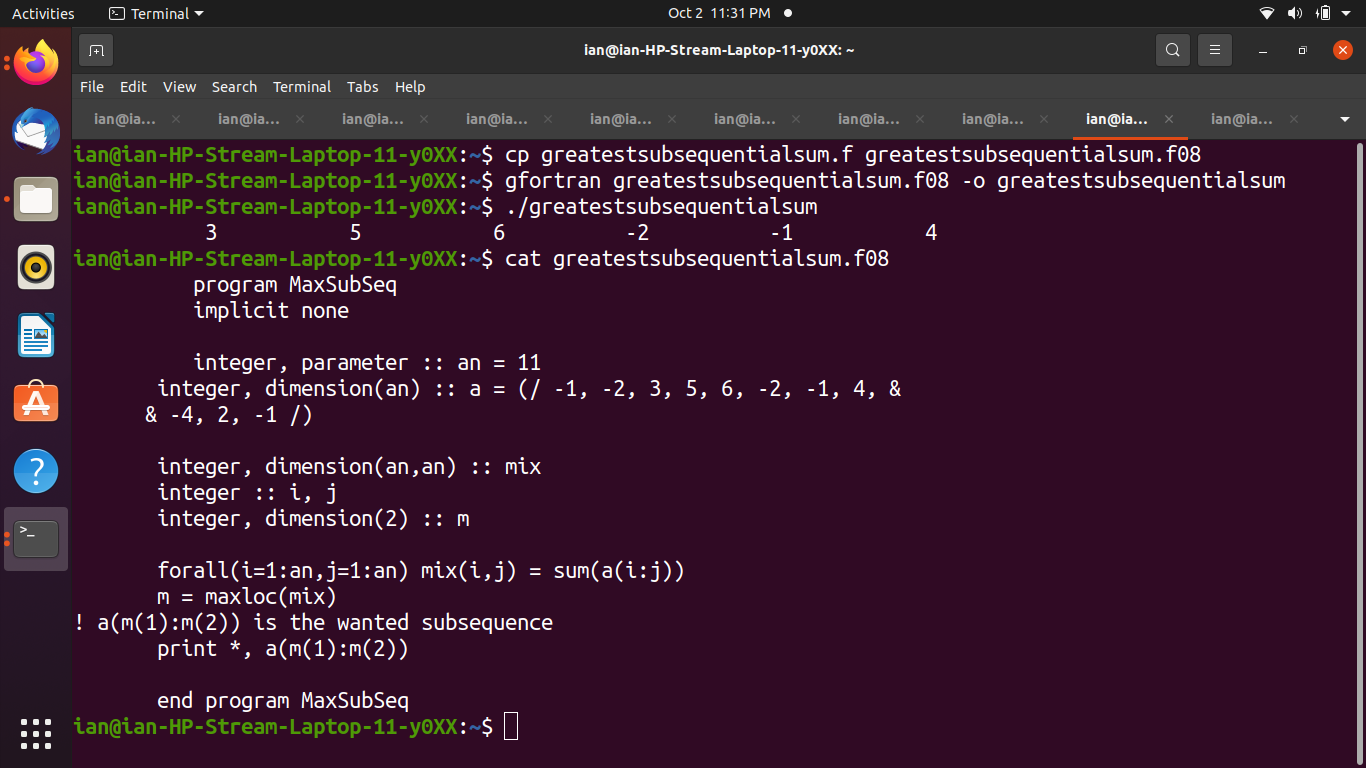 Activities Terminal Oct 2 11:31 PM
ian@ian-HP-Stream-Laptop-11-y0XX: ~
File Edit View Search Terminal Tabs Help
ian@ia... ian@ia... ian@ia... ian@ia... ian@ia... ian@ia... ian@ia... ian@ia... ian@ia... ian@ia...
ian@ian-HP-Stream-Laptop-11-y0XX:~$ cp greatestsubsequentialsum.f greatestsubsequentialsum.f08
ian@ian-HP-Stream-Laptop-11-y0XX:~$ gfortran greatestsubsequentialsum.f08 -o greatestsubsequentialsum
ian@ian-HP-Stream-Laptop-11-y0XX:~$ ./greatestsubsequentialsum
           3           5           6          -2          -1           4
ian@ian-HP-Stream-Laptop-11-y0XX:~$ cat greatestsubsequentialsum.f08
          program MaxSubSeq
          implicit none

          integer, parameter :: an = 11
       integer, dimension(an) :: a = (/ -1, -2, 3, 5, 6, -2, -1, 4, &
      & -4, 2, -1 /)

       integer, dimension(an,an) :: mix
       integer :: i, j
       integer, dimension(2) :: m

       forall(i=1:an,j=1:an) mix(i,j) = sum(a(i:j))
       m = maxloc(mix)
! a(m(1):m(2)) is the wanted subsequence
       print *, a(m(1):m(2))

       end program MaxSubSeq
ian@ian-HP-Stream-Laptop-11-y0XX:~$